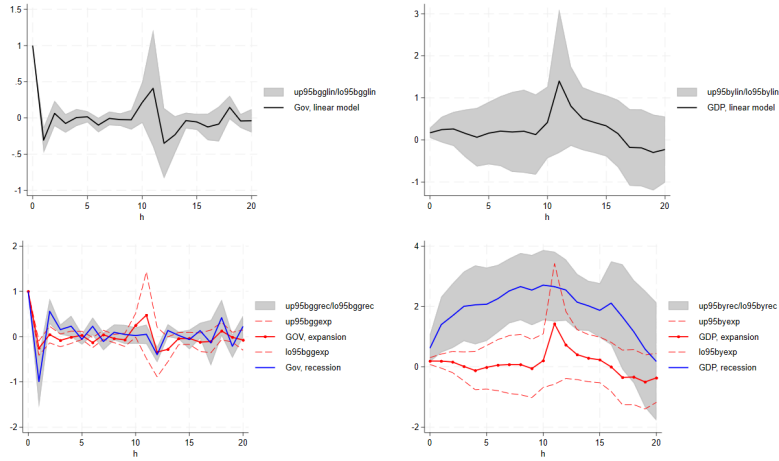 1.5
1
.5
0
-.5
-1
0 5 10 15 20
h
up95bgglin/lo95bgglin
Gov, linear model
3
2
1
0
-1
0 5 10 15 20
h
up95bylin/lo95bylin
GDP, linear model
2
1
0
-1
-2
0 5 10 15 20
h
up95bggrec/lo95bggrec
up95bggexp
GOV, expansion
lo95bggexp
GOV, recession
4
2
0
-2
0 5 10 15 20
h
up95byrec/lo95byrec
up95byexp
GDP, expansion
lo95byexp
GDP, recession